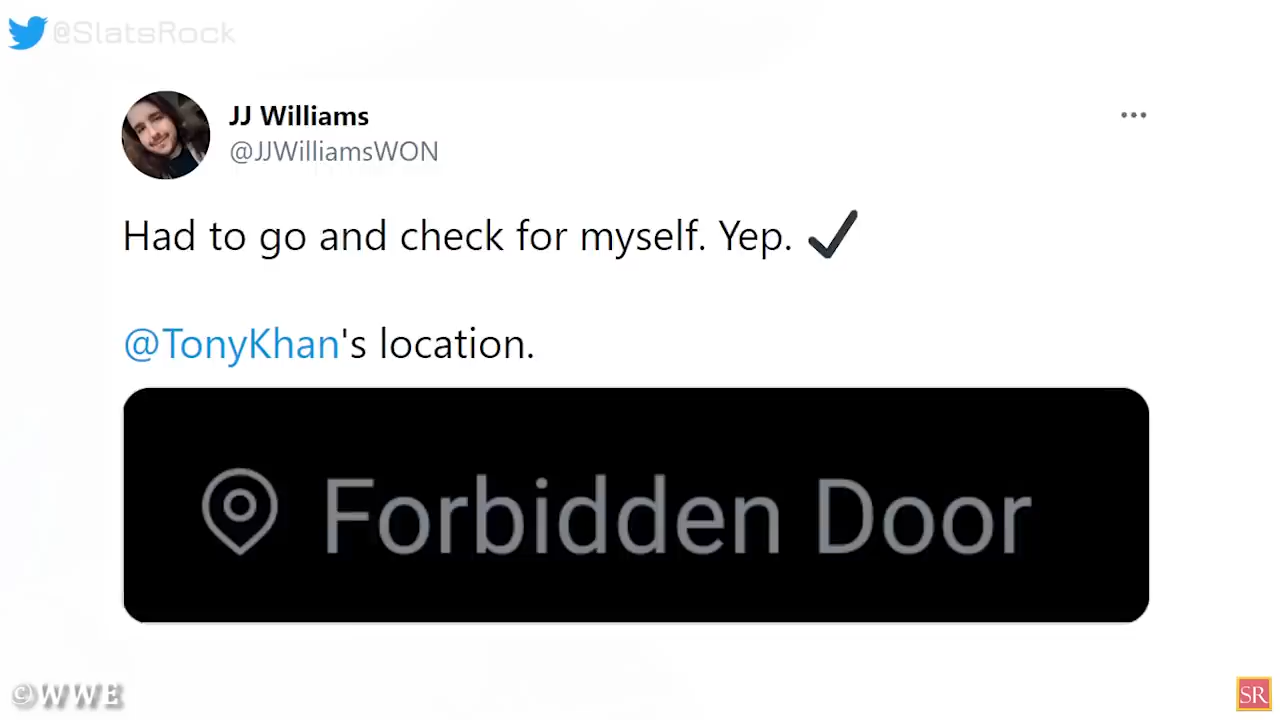 @SlatsRock
JJ Williams
@JJWilliamsWON
Had to go and check for myself. Yep. ✔
@TonyKhan's location.
Forbidden Door
©WWE
SR